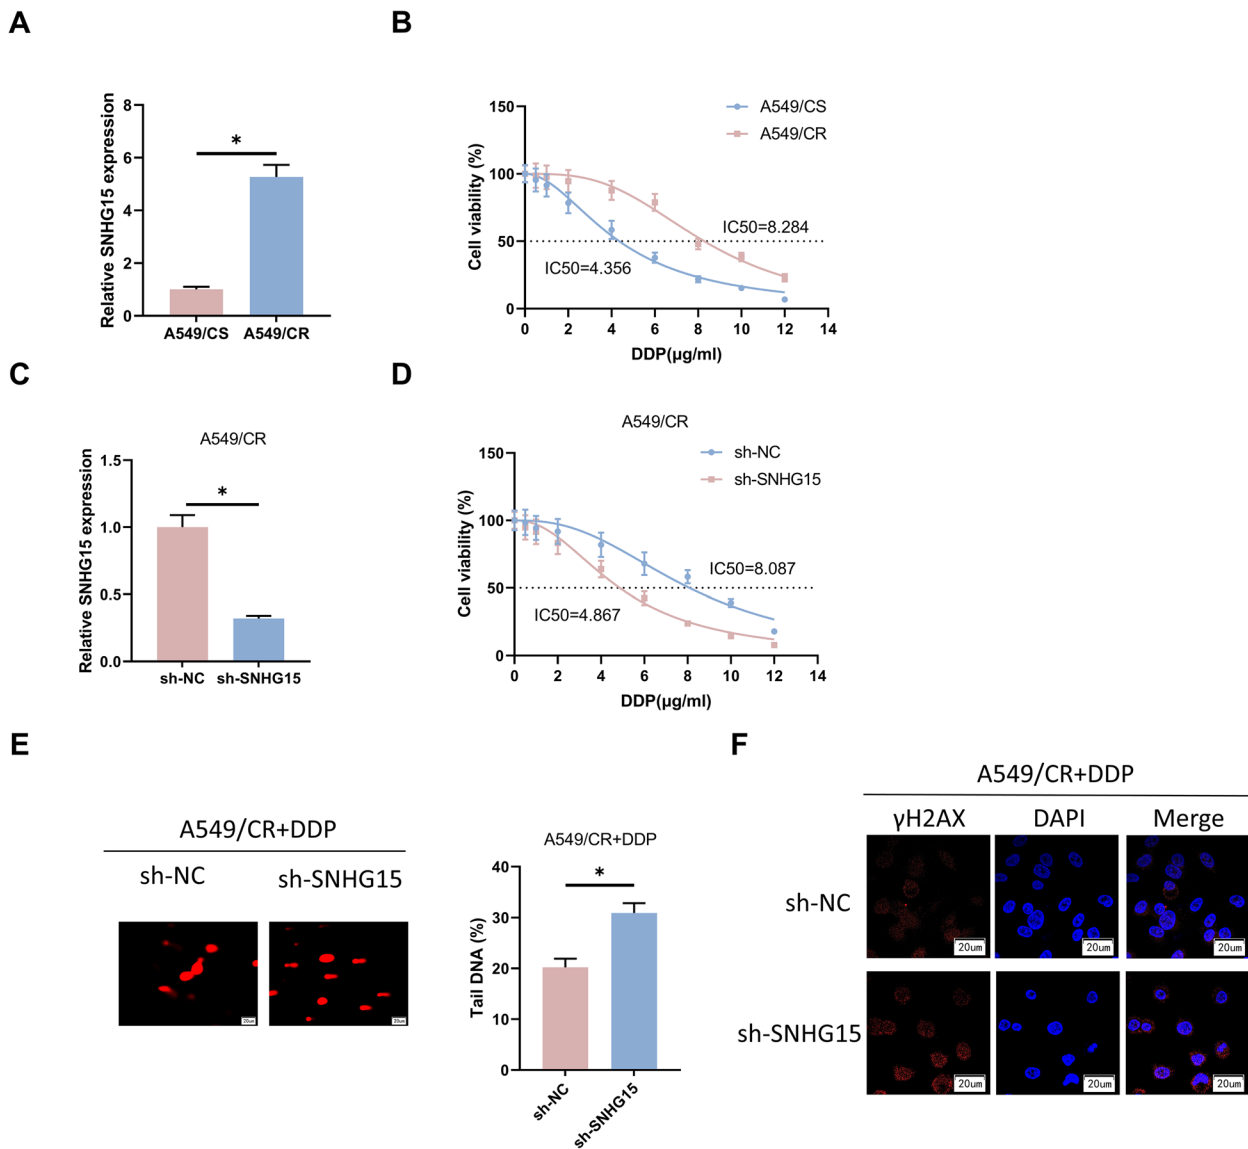 A
Relative SNHG15 expression
8
6
4
2
0
*
A549/CS
A549/CR
B
Cell viability (%)
150
100
50
0
A549/CS
A549/CR
IC50=8.284
IC50=4.356
0 2 4 6 8 10 12 14
DDP(μg/ml)
C
A549/CR
Relative SNHG15 expression
1.5
1.0
0.5
0.0
*
sh-NC
sh-SNHG15
D
A549/CR
Cell viability (%)
150
100
50
0
sh-NC
sh-SNHG15
IC50=8.087
IC50=4.867
0 2 4 6 8 10 12 14
DDP(μg/ml)
E
A549/CR+DDP
sh-NC
sh-SNHG15
20um
20um
A549/CR+DDP
Tail DNA (%)
40
30
20
10
0
*
sh-NC
sh-SNHG15
F
A549/CR+DDP
γH2AX
DAPI
Merge
sh-NC
20um
20um
20um
sh-SNHG15
20um
20um
20um